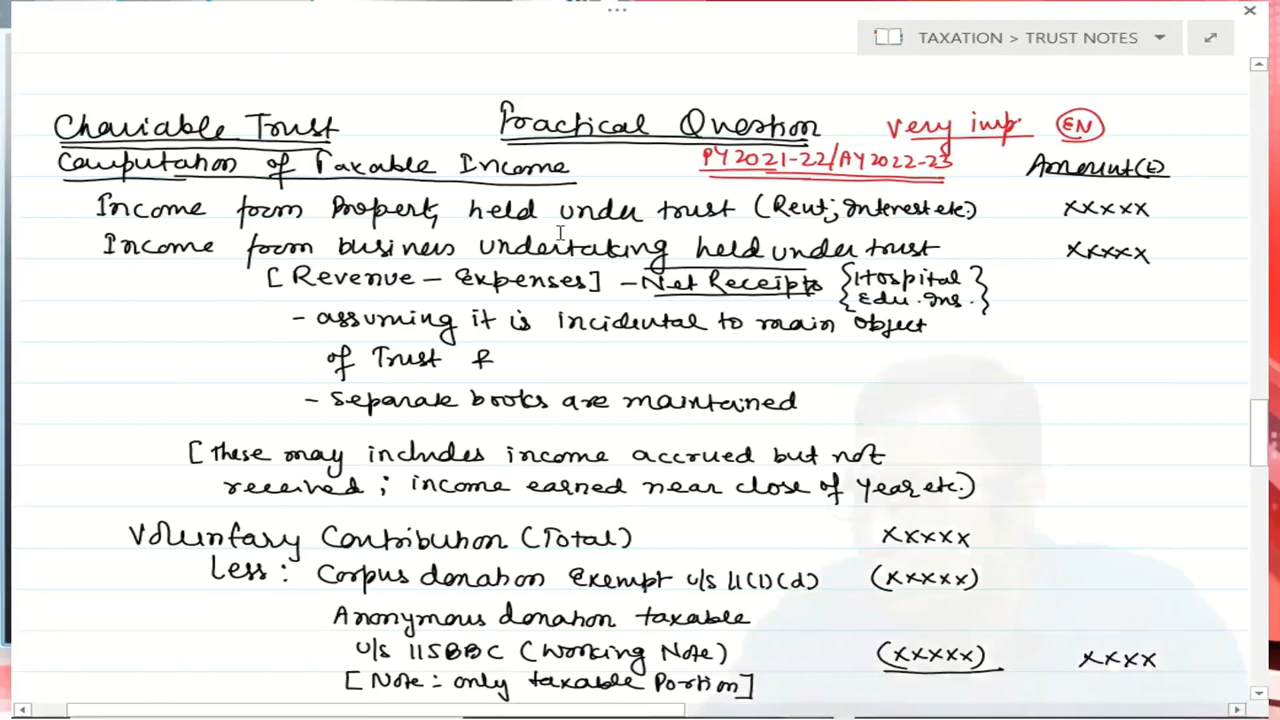 TAXATION > TRUST NOTES
Chariable Trust Practical Question very imp EN
Computation of Taxable Income PY 2021-22/AY 2022-23 Amount(₹)
Income form Property held under trust (Rent, Interest etc.) xxxxx
Income form business undertaking held under trust xxxxx
[Revenue - Expenses] - Net Receipts {Hospital
Edu. Ins.}
- assuming it is incidental to main object
of Trust &
- Separate books are maintained
[these may includes income accrued but not
received; income earned near close of year etc.)
Voluntary Contribution (Total) xxxxx
Less: Corpus donation Exempt u/s 11(1)(d) (xxxxx)
Anonymous donation taxable
u/s 115BBC (Working Note) (xxxxx) xxxx
[Note: only taxable Portion]